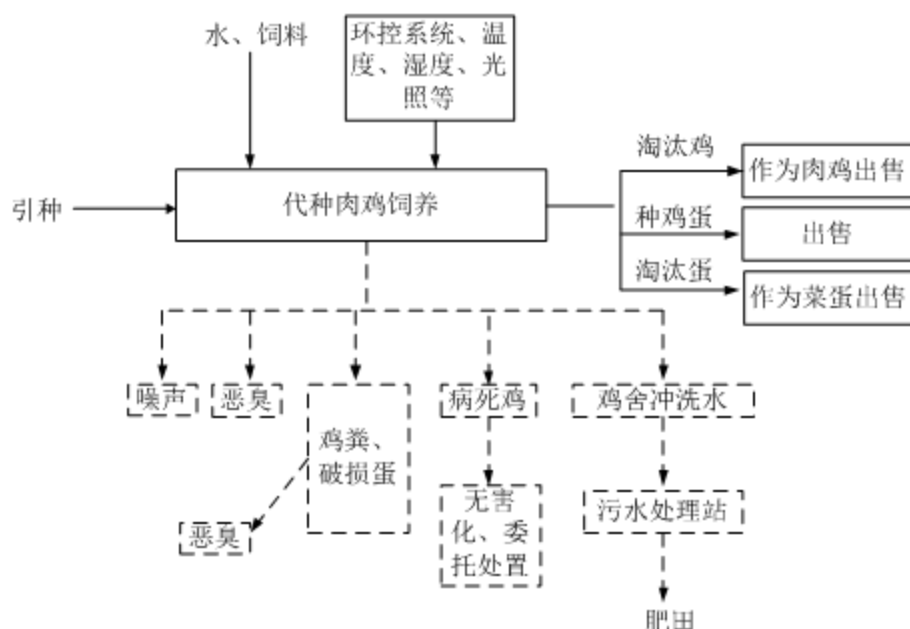 水、饲料
环控系统、温
度、湿度、光
照等
引种
代种肉鸡饲养
淘汰鸡
作为肉鸡出售
种鸡蛋
出售
淘汰蛋
作为菜蛋出售
噪声
恶臭
鸡粪、
破损蛋
恶臭
病死鸡
无害
化、委
托处置
鸡舍冲洗水
污水处理站
肥田